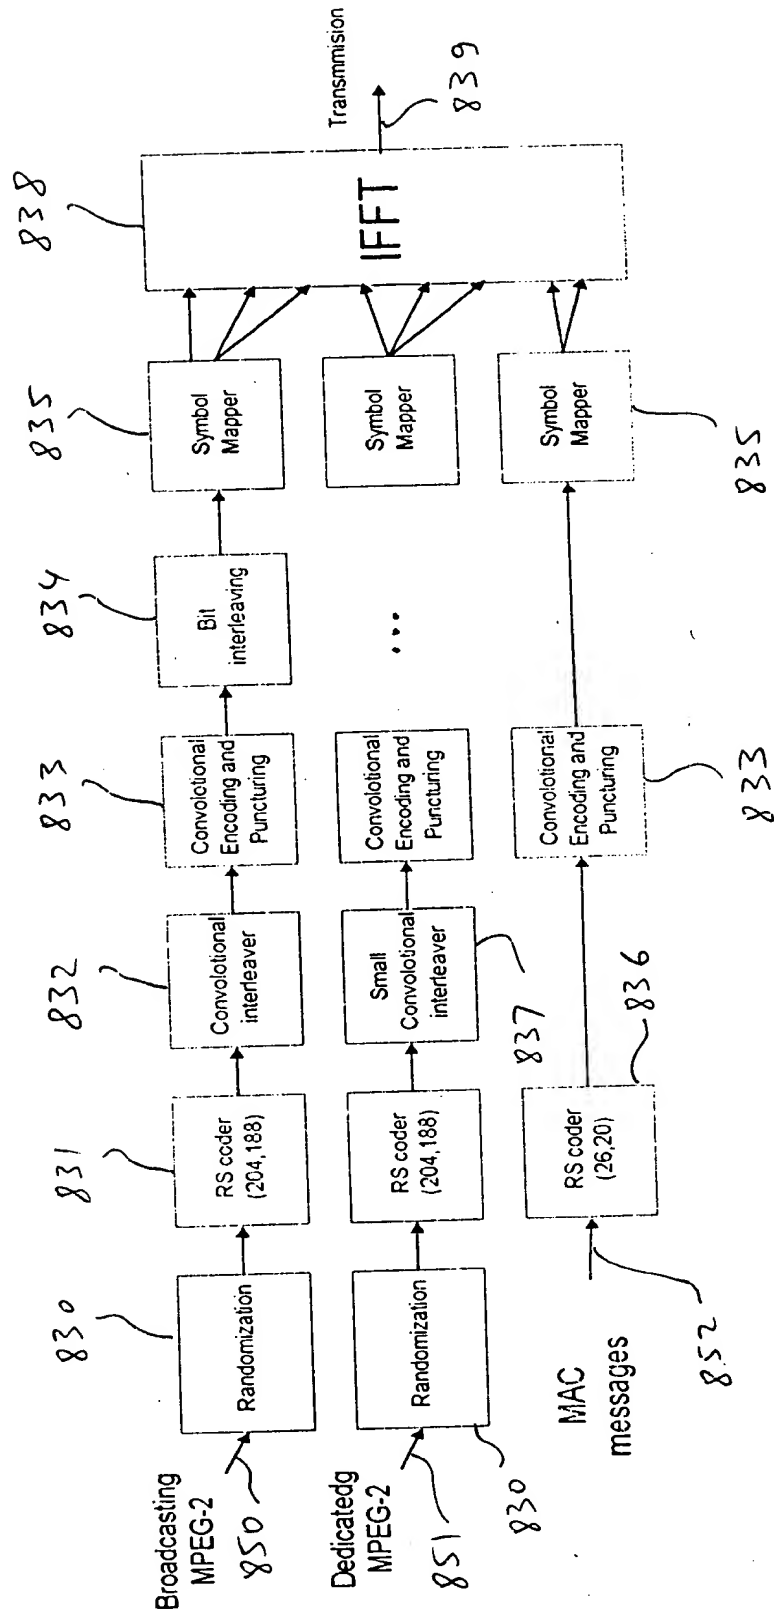 Broadcasting
MPEG-2
850
830
Randomization
831
RS coder
(204,188)
832
Convolotional
interleaver
833
Convolotional
Encoding and
Puncturing
834
Bit
interleaving
835
Symbol
Mapper
838
IFFT
Transmmision
839
Dedicatedg
MPEG-2
851
Randomization
830
RS coder
(204,188)
Small
Convolotional
interleaver
837
Convolotional
Encoding and
Puncturing
...
Symbol
Mapper
MAC
messages
852
RS coder
(26,20)
836
Convolotional
Encoding and
Puncturing
833
Symbol
Mapper
835